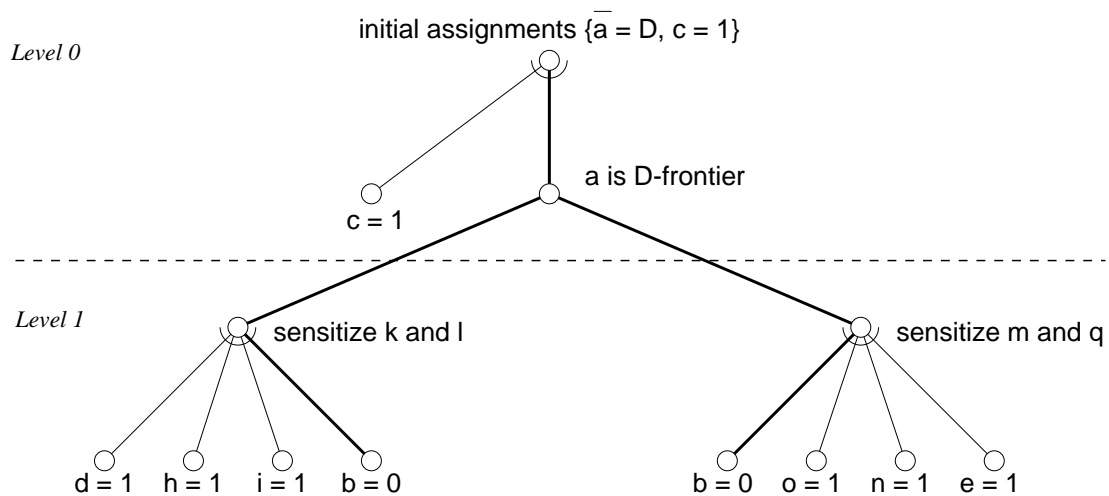 initial assignments {a̅ = D, c = 1}
Level 0
a is D-frontier
c = 1
Level 1
sensitize k and l
sensitize m and q
d = 1 h = 1 i = 1 b = 0 b = 0 o = 1 n = 1 e = 1